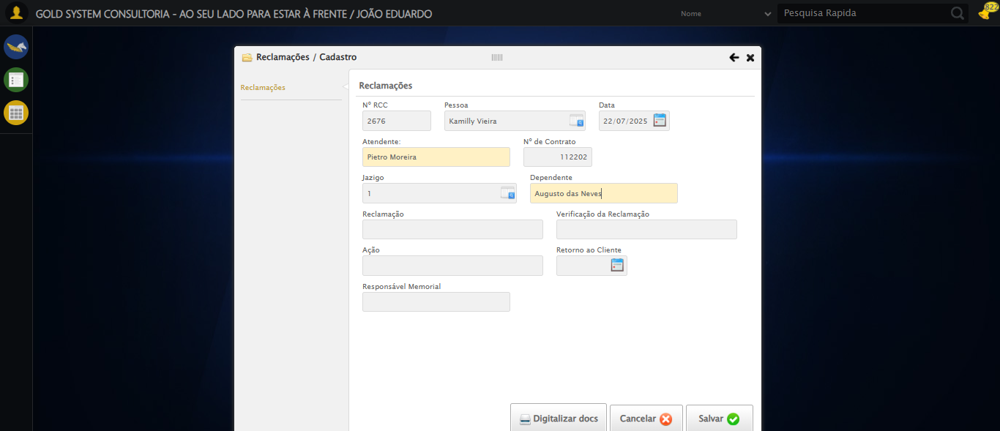 GOLD SYSTEM CONSULTORIA - AO SEU LADO PARA ESTAR À FRENTE / JOÃO EDUARDO
Nome
Pesquisa Rapida
822
Reclamações / Cadastro
Reclamações
Reclamações
Nº RCC
Pessoa
Data
2676
Kamilly Vieira
22/07/2025
Atendente:
Nº de Contrato
Pietro Moreira
112202
Jazigo
Dependente
1
Augusto das Neves
Reclamação
Verificação da Reclamação
Ação
Retorno ao Cliente
Responsável Memorial
Digitalizar docs
Cancelar
Salvar